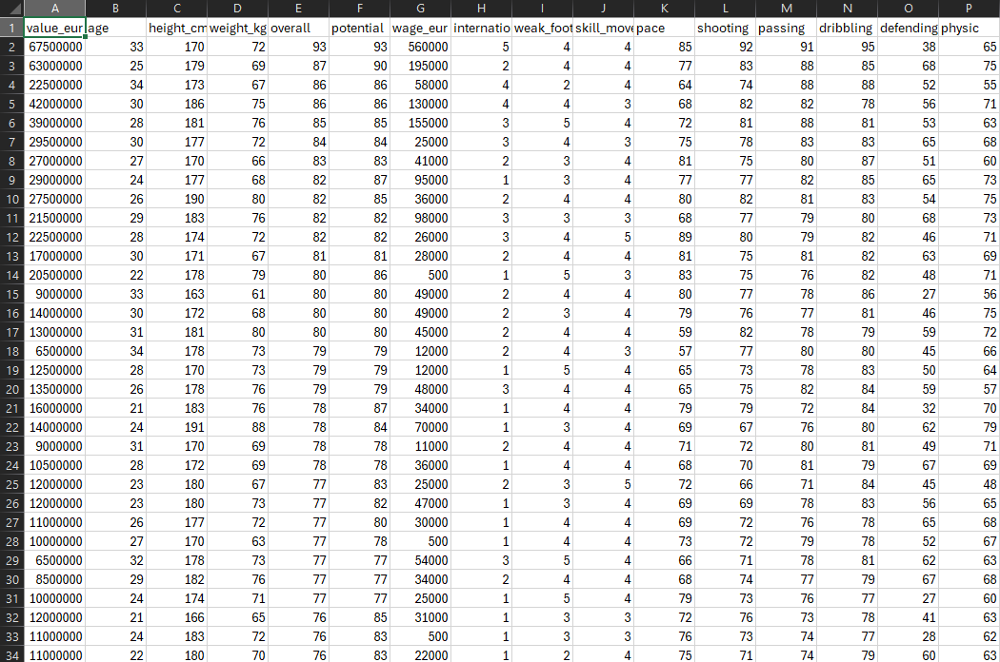 A B C D E F G H I J K L M N O P
1 value_eur age height_cm weight_kg overall potential wage_eur internatio weak_foot skill_move pace shooting passing dribbling defending physic
2 67500000 33 170 72 93 93 560000 5 4 4 85 92 91 95 38 65
3 63000000 25 179 69 87 90 195000 2 4 4 77 83 88 85 68 75
4 22500000 34 173 67 86 86 58000 4 2 4 64 74 88 88 52 55
5 42000000 30 186 75 86 86 130000 4 4 3 68 82 82 78 56 71
6 39000000 28 181 76 85 85 155000 3 5 4 72 81 88 81 53 63
7 29500000 30 177 72 84 84 25000 3 4 3 75 78 83 83 65 68
8 27000000 27 170 66 83 83 41000 2 3 4 81 75 80 87 51 60
9 29000000 24 177 68 82 87 95000 1 3 4 77 77 82 85 65 73
10 27500000 26 190 80 82 85 36000 2 4 4 80 82 81 83 54 75
11 21500000 29 183 76 82 82 98000 3 3 3 68 77 79 80 68 73
12 22500000 28 174 72 82 82 26000 3 4 5 89 80 79 82 46 71
13 17000000 30 171 67 81 81 28000 2 4 4 81 75 81 82 63 69
14 20500000 22 178 79 80 86 500 1 5 3 83 75 76 82 48 71
15 9000000 33 163 61 80 80 49000 2 4 4 80 77 78 86 27 56
16 14000000 30 172 68 80 80 49000 2 3 4 79 76 77 81 46 75
17 13000000 31 181 80 80 80 45000 2 4 4 59 82 78 79 59 72
18 6500000 34 178 73 79 79 12000 2 4 3 57 77 80 80 45 66
19 12500000 28 170 73 79 79 12000 1 5 4 65 73 78 83 50 64
20 13500000 26 178 76 79 79 48000 3 4 4 65 75 82 84 59 57
21 16000000 21 183 76 78 87 34000 1 4 4 79 79 72 84 32 70
22 14000000 24 191 88 78 84 70000 1 3 4 69 67 76 80 62 79
23 9000000 31 170 69 78 78 11000 2 4 4 71 72 80 81 49 71
24 10500000 28 172 69 78 78 36000 1 4 4 68 70 81 79 67 69
25 12000000 23 180 67 77 83 25000 2 3 5 72 66 71 84 45 48
26 12000000 23 180 73 77 82 47000 1 3 4 69 69 78 83 56 65
27 11000000 26 177 72 77 80 30000 1 4 4 69 72 76 78 65 68
28 10000000 27 170 63 77 78 500 1 4 4 73 72 79 78 52 67
29 6500000 32 178 73 77 77 54000 3 5 4 66 71 78 81 62 63
30 8500000 29 182 76 77 77 34000 2 4 4 68 74 77 79 67 68
31 10000000 24 174 71 77 77 25000 1 5 4 79 73 76 77 27 60
32 12000000 21 166 65 76 85 31000 1 3 3 72 76 73 78 41 63
33 11000000 24 183 72 76 83 500 1 3 3 76 73 74 77 28 62
34 11000000 22 180 70 76 83 22000 1 2 4 75 71 74 79 60 63